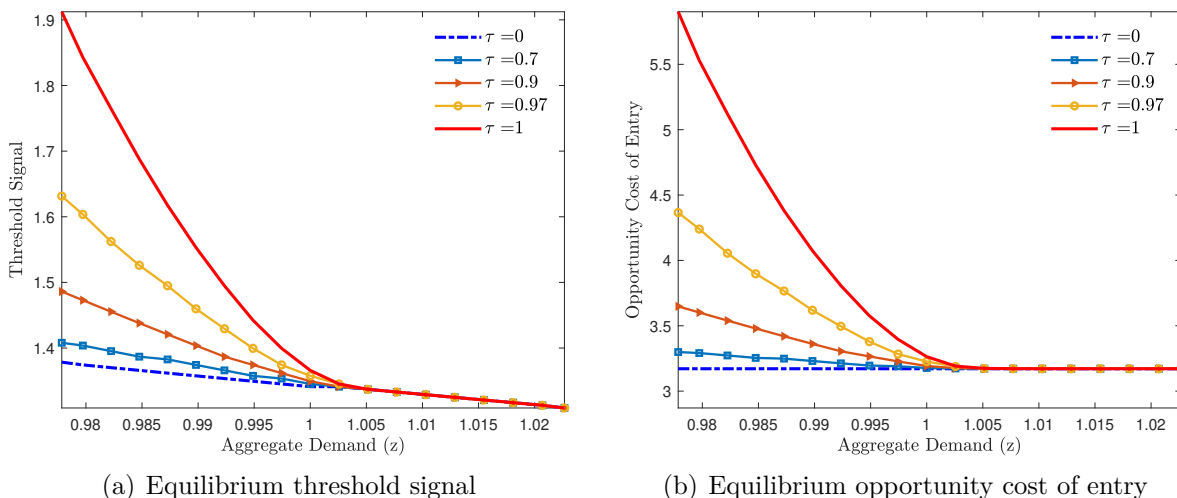 1.9
1.8
1.7
1.6
1.5
1.4
Threshold Signal
τ =0
τ =0.7
τ =0.9
τ =0.97
τ =1
0.98 0.985 0.99 0.995 1 1.005 1.01 1.015 1.02
Aggregate Demand (z)
(a) Equilibrium threshold signal
5.5
5
4.5
4
3.5
3
Opportunity Cost of Entry
τ =0
τ =0.7
τ =0.9
τ =0.97
τ =1
0.98 0.985 0.99 0.995 1 1.005 1.01 1.015 1.02
Aggregate Demand (z)
(b) Equilibrium opportunity cost of entry